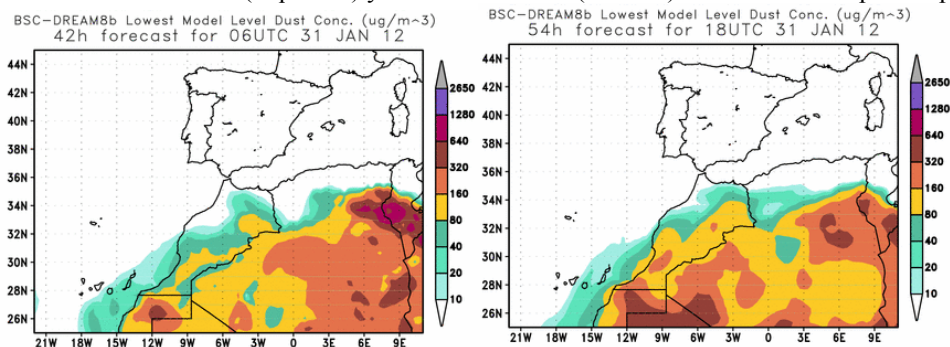 BSC-DREAM8b Lowest Model Level Dust Conc. (ug/m^3)
42h forecast for 06UTC 31 JAN 12
44N
42N
40N
38N
36N
34N
32N
30N
28N
26N
21W 18W 15W 12W 9W 6W 3W 0 3E 6E 9E
2650
1280
640
320
160
80
40
20
10
BSC-DREAM8b Lowest Model Level Dust Conc. (ug/m^3)
54h forecast for 18UTC 31 JAN 12
44N
42N
40N
38N
36N
34N
32N
30N
28N
26N
21W 18W 15W 12W 9W 6W 3W 0 3E 6E 9E
2650
1280
640
320
160
80
40
20
10